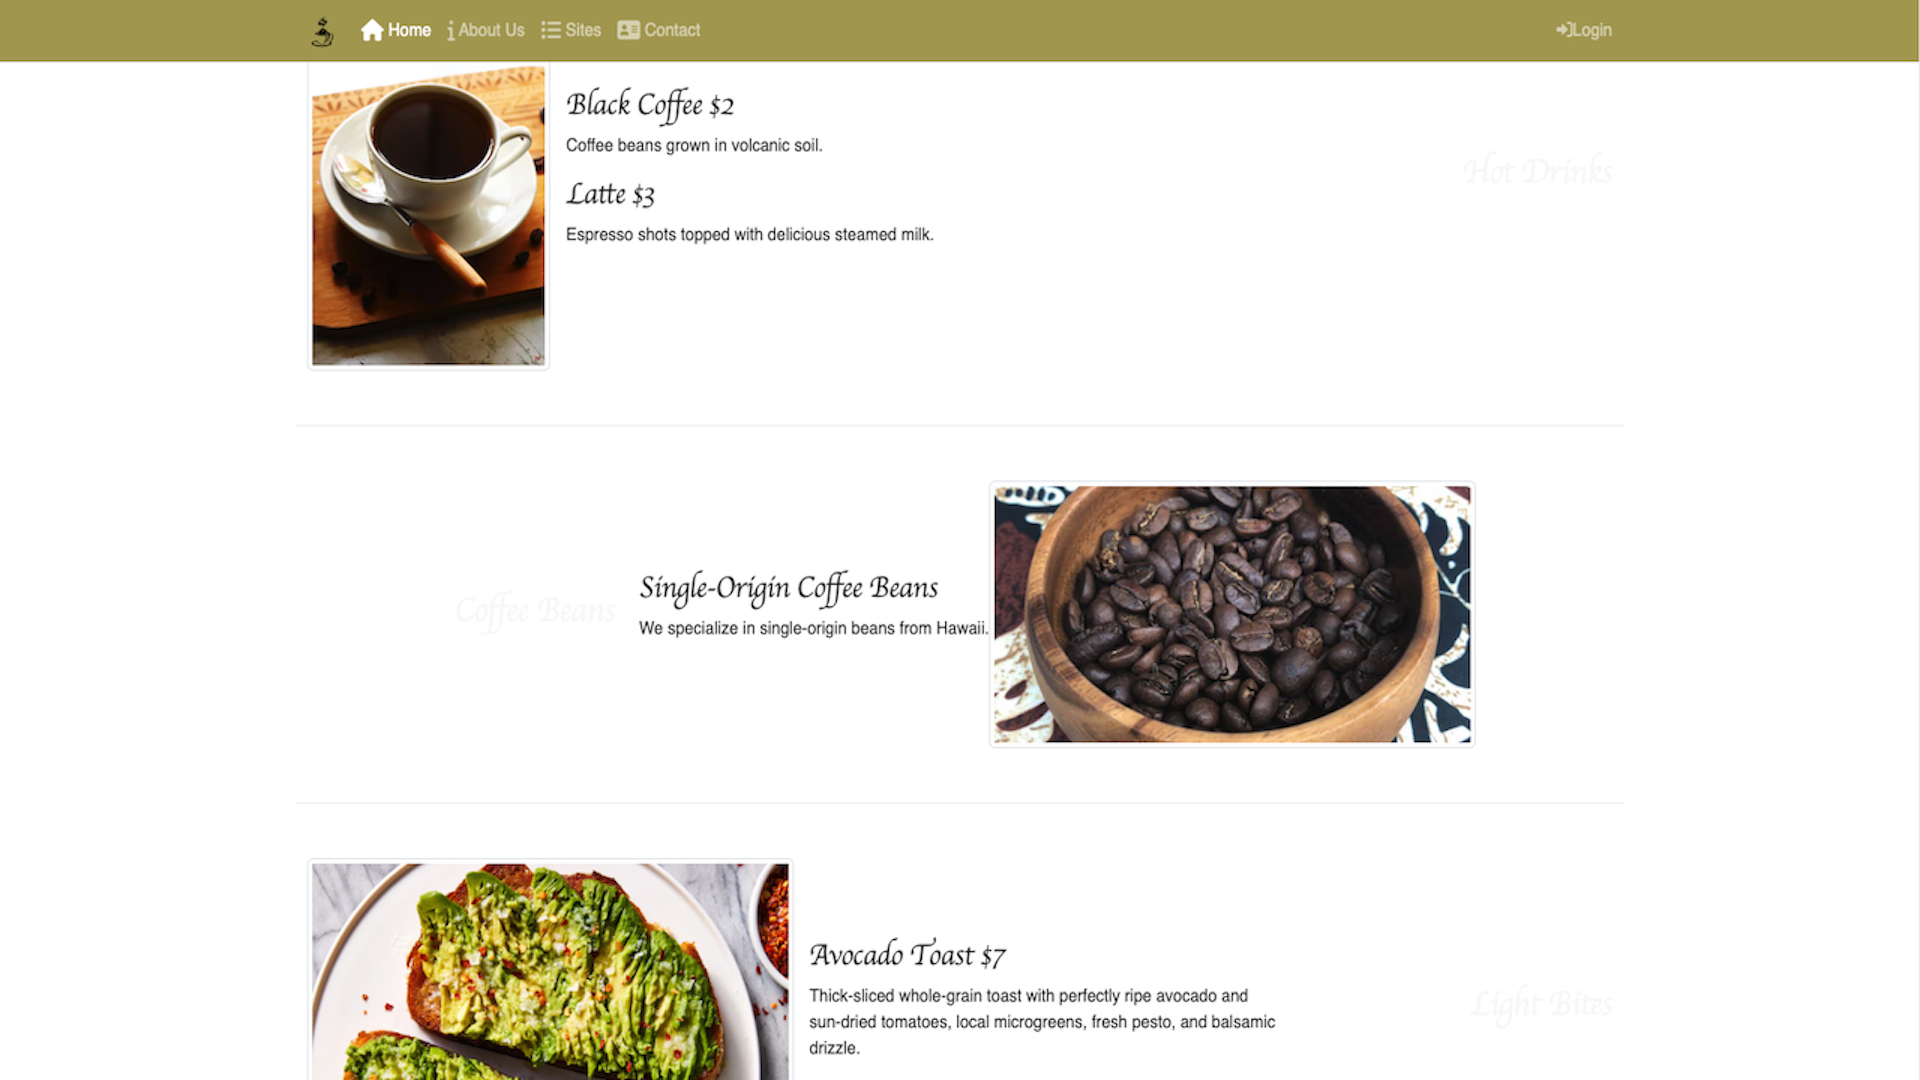 Home About Us Sites Contact Login
Black Coffee $2
Coffee beans grown in volcanic soil.
Latte $3
Espresso shots topped with delicious steamed milk.
Hot Drinks
Coffee Beans
Single-Origin Coffee Beans
We specialize in single-origin beans from Hawaii.
Avocado Toast $7
Thick-sliced whole-grain toast with perfectly ripe avocado and
sun-dried tomatoes, local microgreens, fresh pesto, and balsamic
drizzle.
Light Bites